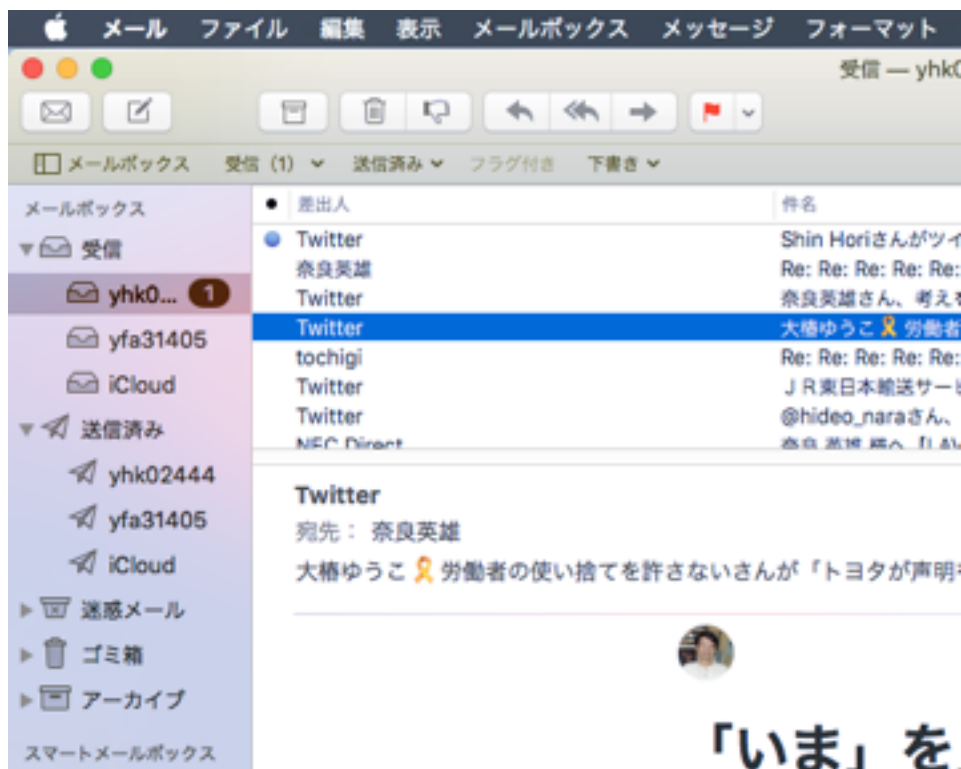 メール ファイル 編集 表示 メールボックス メッセージ フォーマット
受信 — yhk0
メールボックス 受信 (1) 送信済み フラグ付き 下書き
メールボックス
受信
yhk0... 1
yfa31405
iCloud
送信済み
yhk02444
yfa31405
iCloud
迷惑メール
ゴミ箱
アーカイブ
スマートメールボックス
差出人 件名
Twitter Shin Horiさんがツイ
奈良英雄 Re: Re: Re: Re: Re:
Twitter 奈良英雄さん、考えを
Twitter 大椿ゆうこ🎗 労働者
tochigi Re: Re: Re: Re: Re:
Twitter JR東日本輸送サービ
Twitter @hideo_naraさん、
NEC Direct 奈良 英雄 様へ
Twitter
宛先： 奈良英雄
大椿ゆうこ🎗労働者の使い捨てを許さないさんが「トヨタが声明
「いま」を